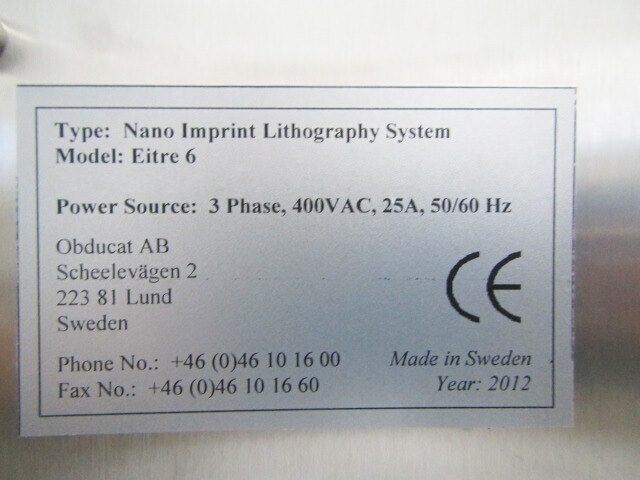 Type: Nano Imprint Lithography System
Model: Eitre 6
Power Source: 3 Phase, 400VAC, 25A, 50/60 Hz
Obducat AB
Scheelevägen 2
223 81 Lund
Sweden
CE
Phone No.: +46 (0)46 10 16 00
Fax No.: +46 (0)46 10 16 60
Made in Sweden
Year: 2012